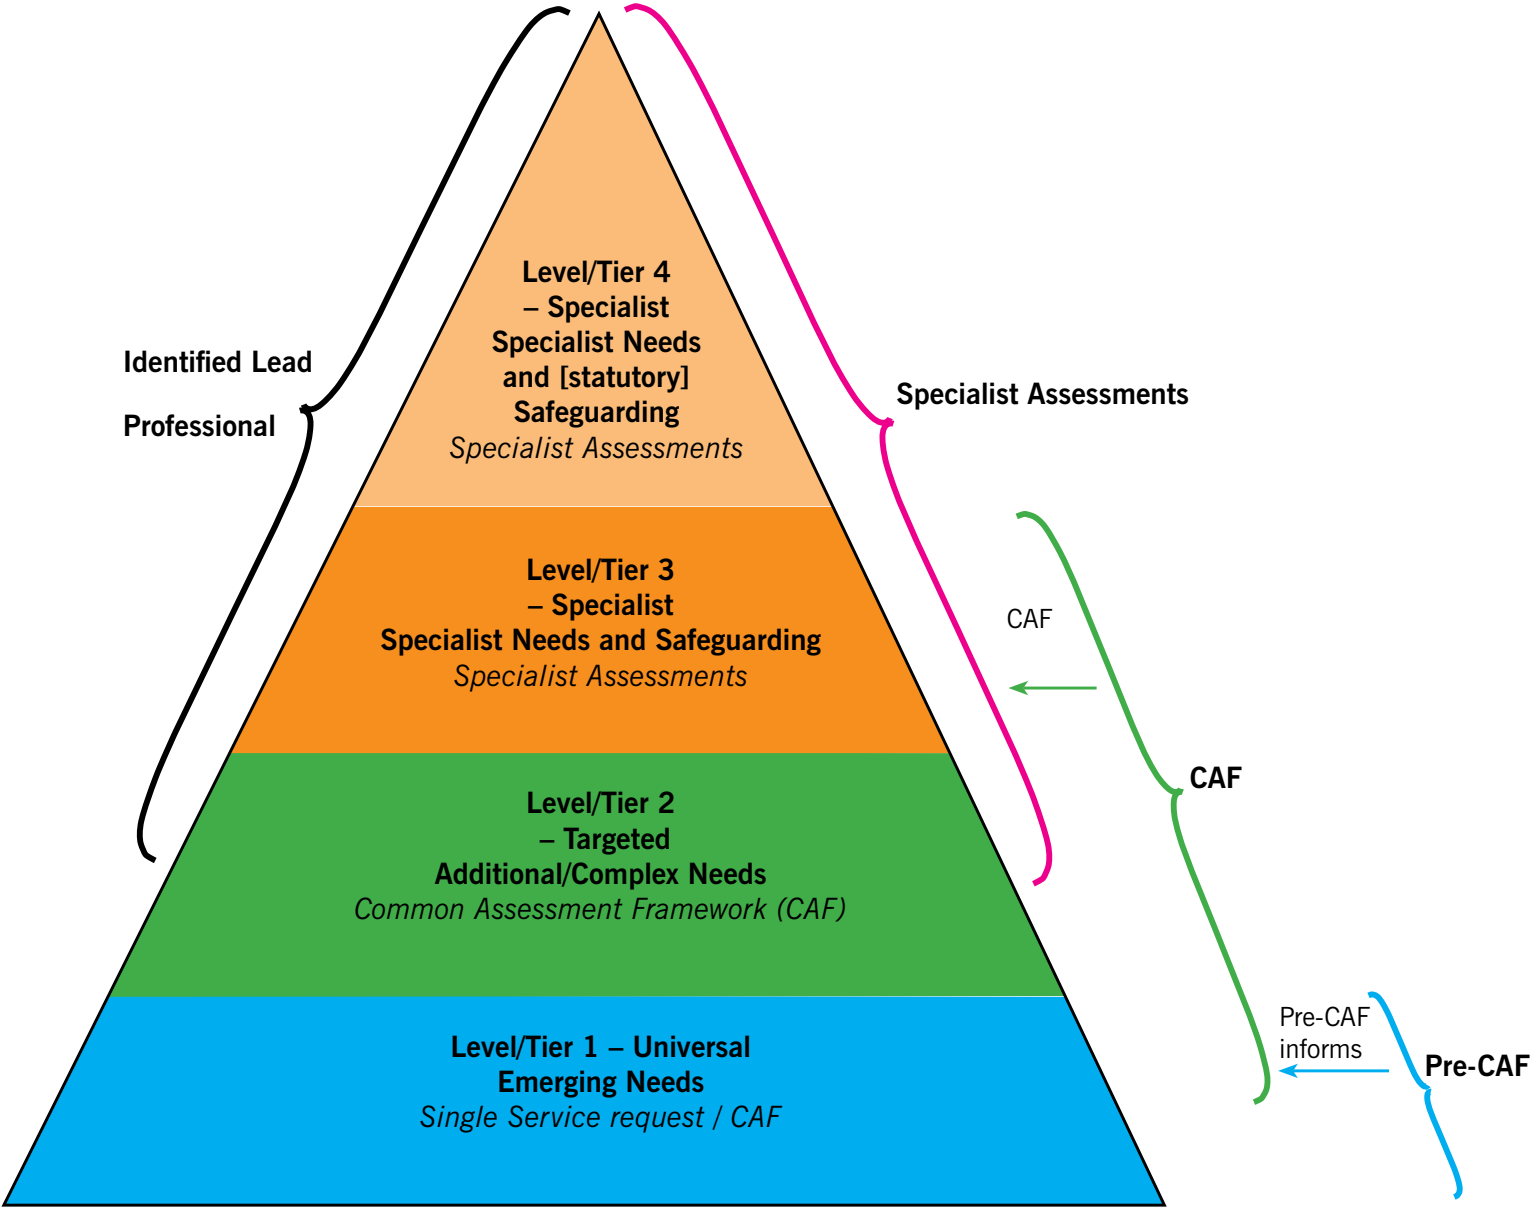 Level/Tier 4
– Specialist
Specialist Needs
and [statutory]
Safeguarding
Specialist Assessments
Identified Lead
Professional
Specialist Assessments
Level/Tier 3
– Specialist
Specialist Needs and Safeguarding
Specialist Assessments
CAF
CAF
Level/Tier 2
– Targeted
Additional/Complex Needs
Common Assessment Framework (CAF)
Level/Tier 1 – Universal
Emerging Needs
Single Service request / CAF
Pre-CAF
informs
Pre-CAF